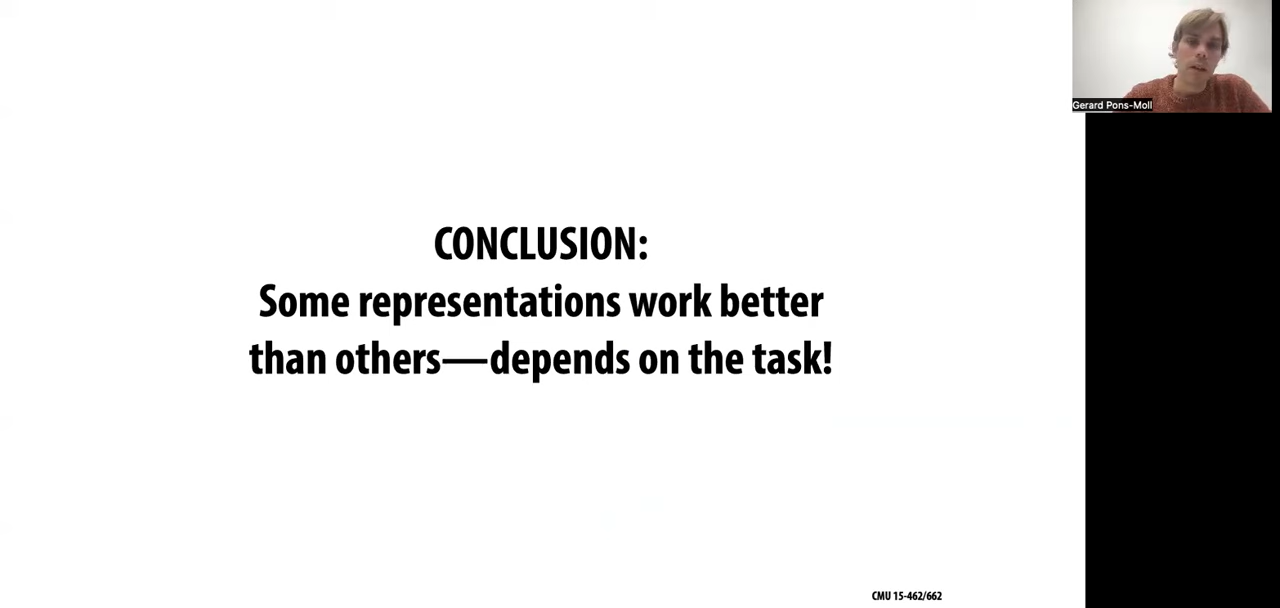 Gerard Pons-Moll
CONCLUSION:
Some representations work better
than others—depends on the task!
CMU 15-462/662